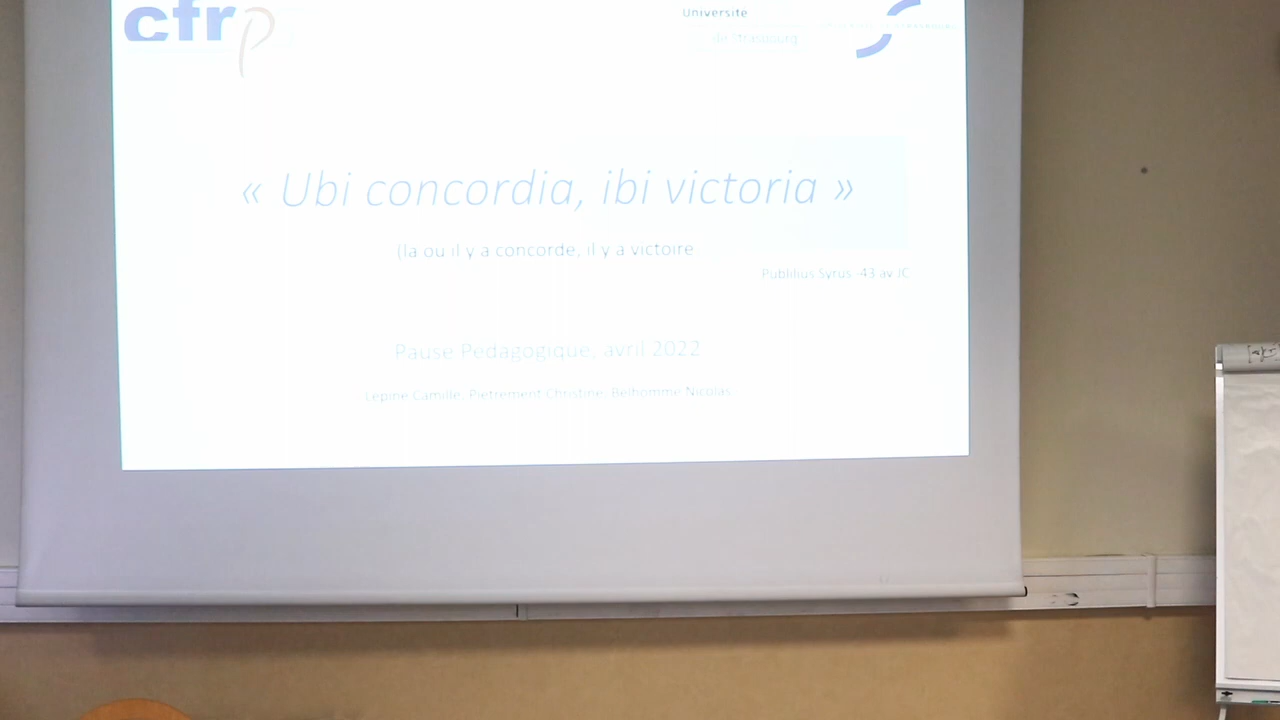 cfrp
Université
de Strasbourg
« Ubi concordia, ibi victoria »
(la ou il y a concorde, il y a victoire
Publilius Syrus -43 av JC
Pause Pedagogique, avril 2022
Lepine Camille, Pietrement Christine, Belhomme Nicolas